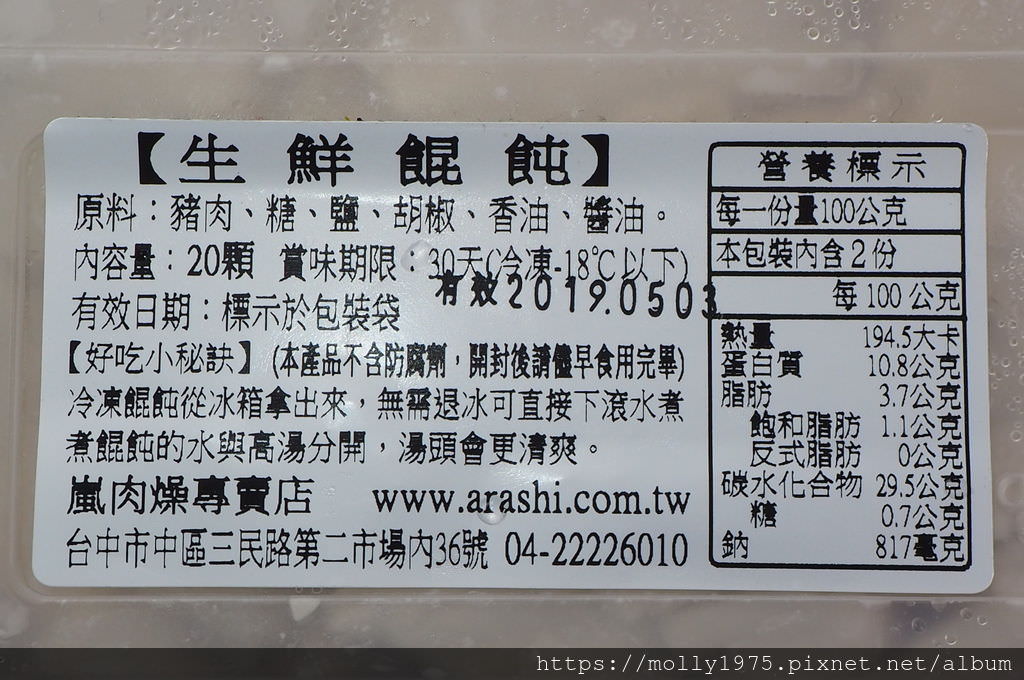 【生鮮餛飩】
原料：豬肉、糖、鹽、胡椒、香油、醬油。
內容量：20顆 賞味期限：30天(冷凍-18℃以下)
有效2019.0503
有效日期：標示於包裝袋
【好吃小秘訣】(本產品不含防腐劑，開封後請儘早食用完畢)
冷凍餛飩從冰箱拿出來，無需退冰可直接下滾水煮
煮餛飩的水與高湯分開，湯頭會更清爽。
嵐肉燥專賣店 www.arashi.com.tw
台中市中區三民路第二市場內36號 04-22226010
營養標示
每一份量100公克
本包裝內含2份
每100公克
熱量 194.5大卡
蛋白質 10.8公克
脂肪 3.7公克
飽和脂肪 1.1公克
反式脂肪 0公克
碳水化合物 29.5公克
糖 0.7公克
鈉 817毫克
https://molly1975.pixnet.net/album